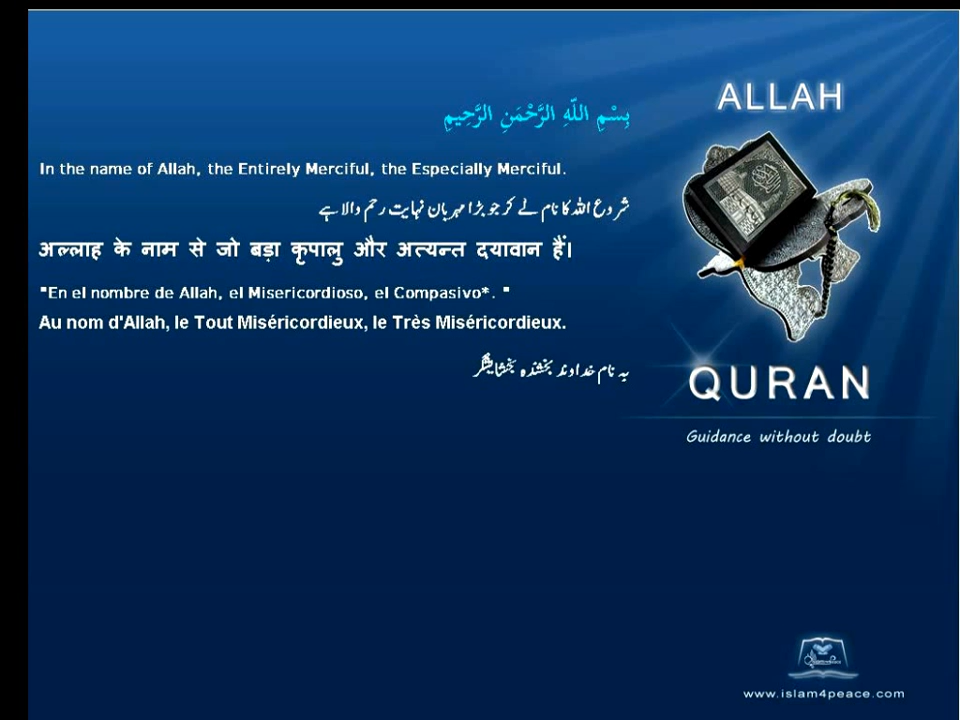 بِسْمِ اللّهِ الرَّحْمَنِ الرَّحِيمِ
In the name of Allah, the Entirely Merciful, the Especially Merciful.
شروع الله کا نام لے کر جو بڑا مہربان نہایت رحم والا ہے
अल्लाह के नाम से जो बड़ा कृपालु और अत्यन्त दयावान हैं।
"En el nombre de Allah, el Misericordioso, el Compasivo*. "
Au nom d'Allah, le Tout Miséricordieux, le Très Miséricordieux.
به نام خداوند بخشنده بخشایشگر
ALLAH
QURAN
Guidance without doubt
www.islam4peace.com